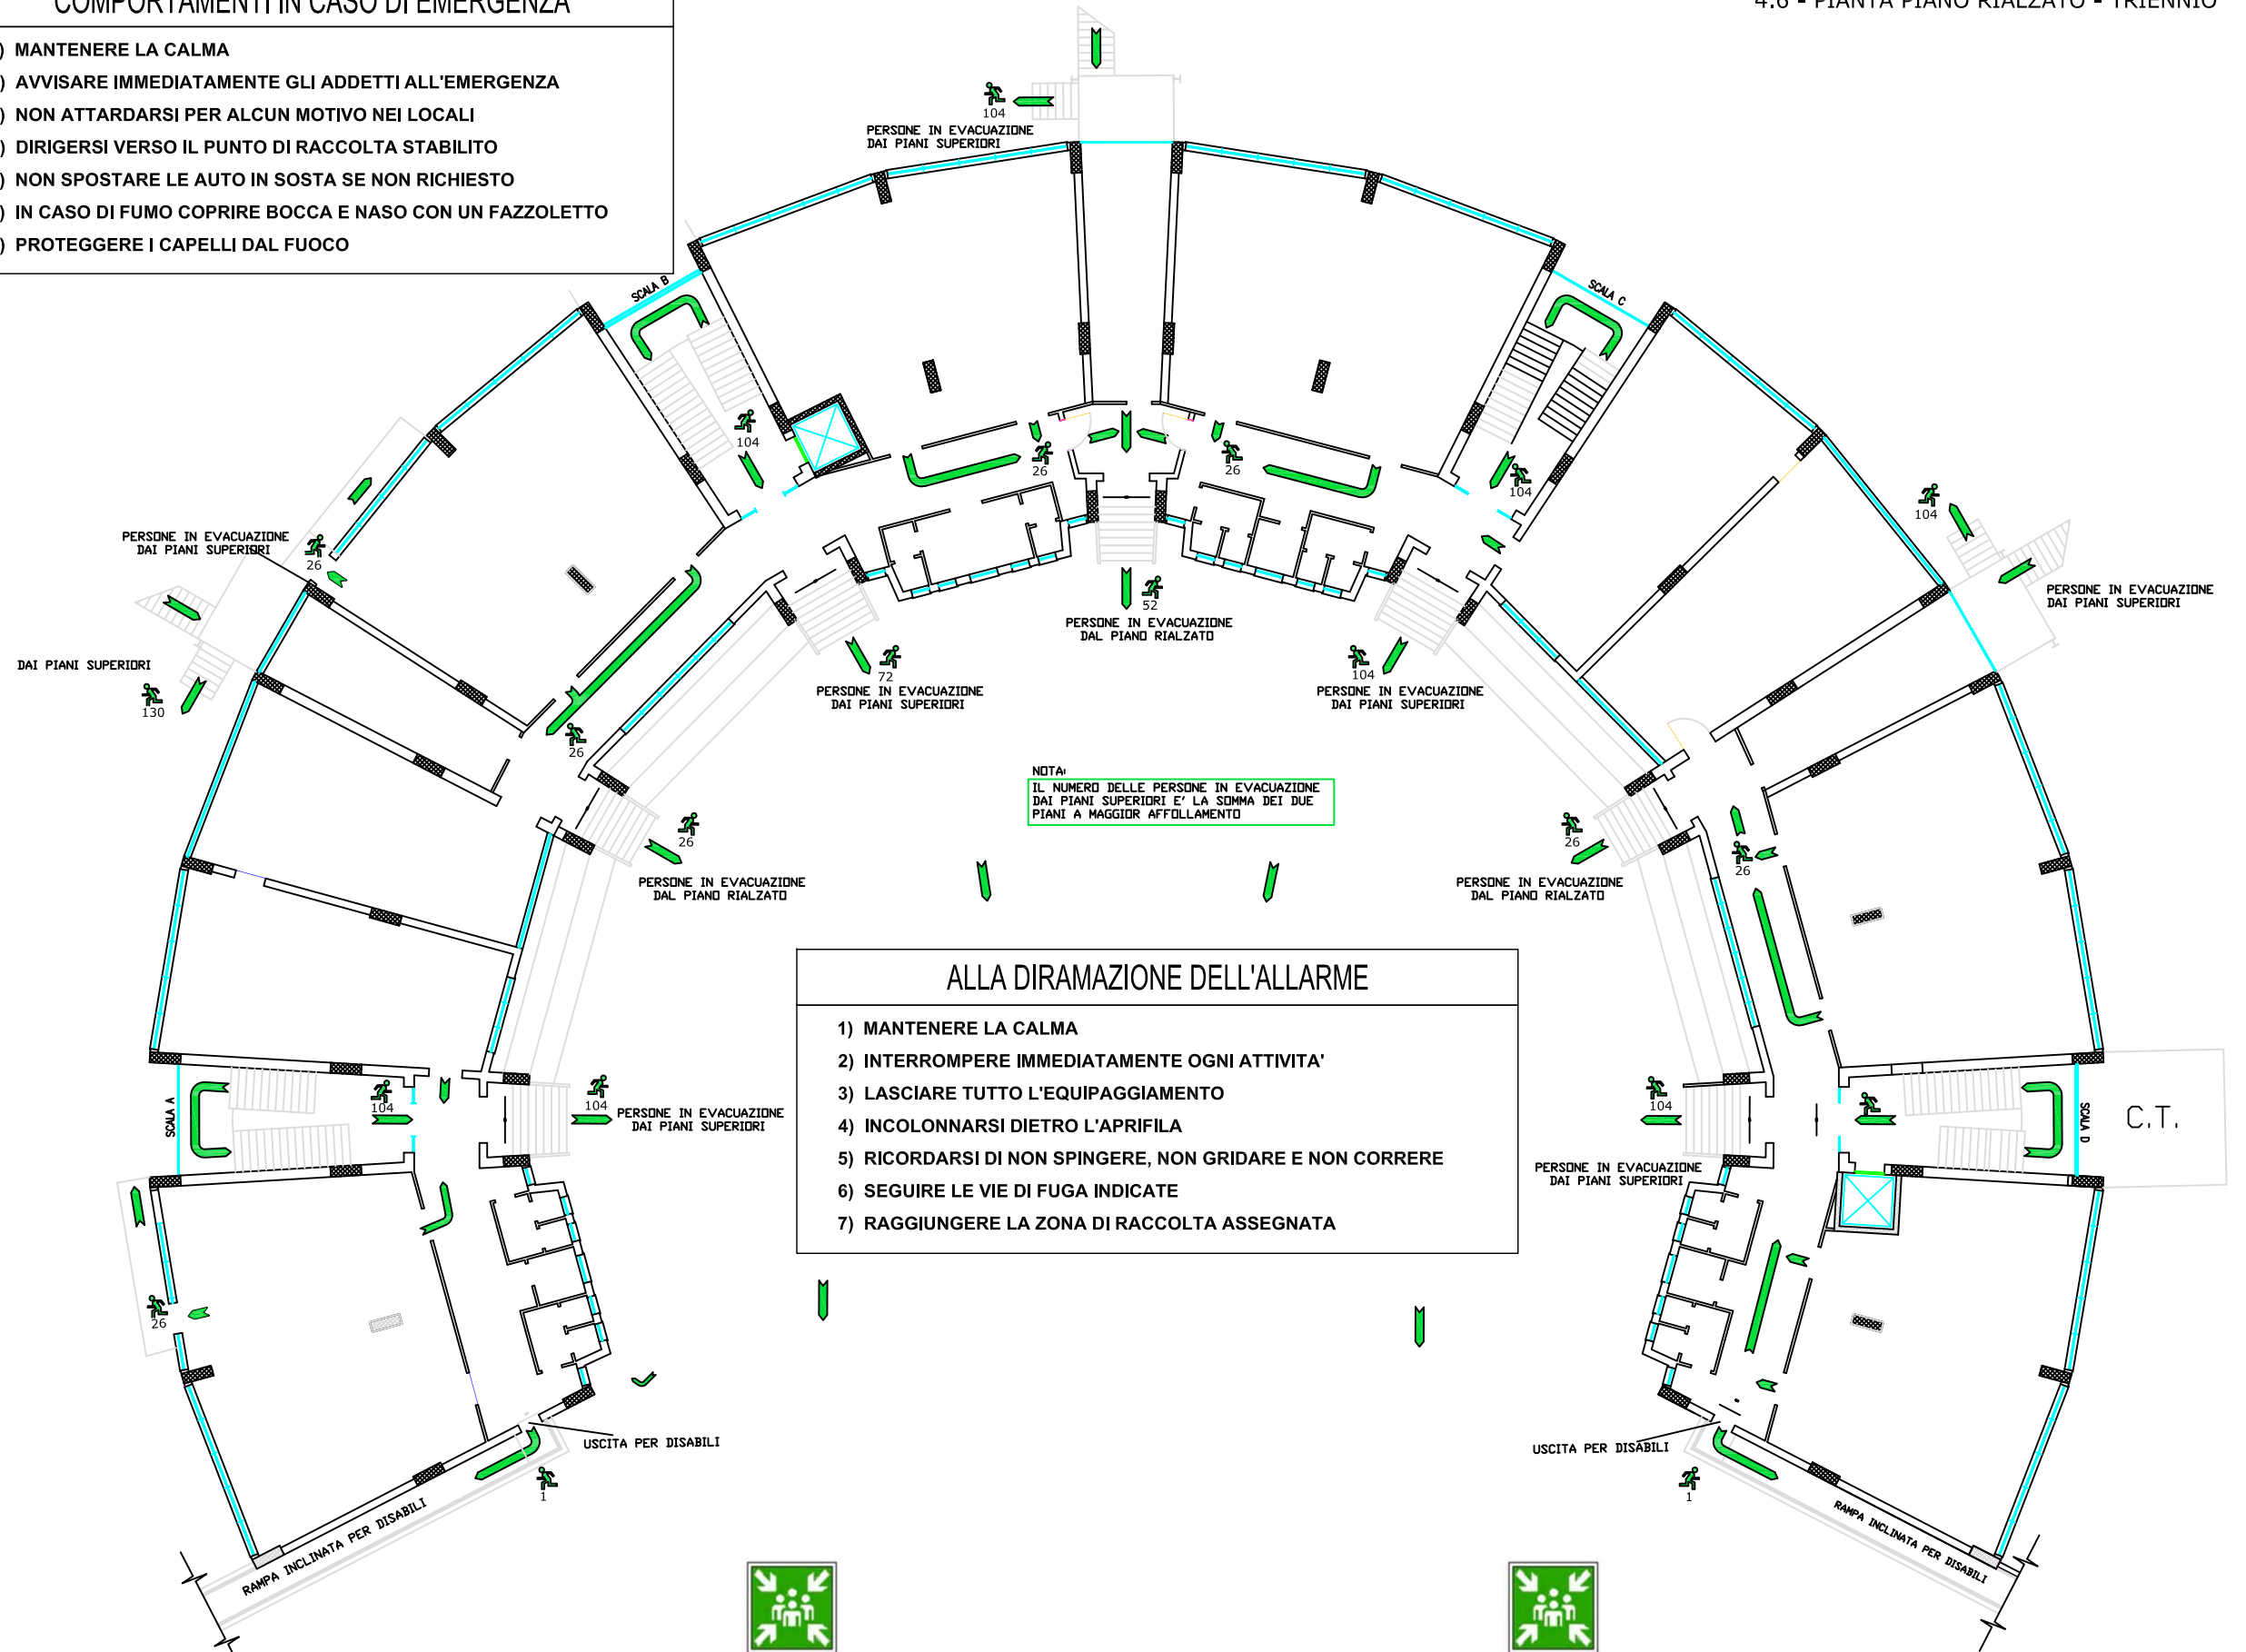 COMPORTAMENTI IN CASO DI EMERGENZA
) MANTENERE LA CALMA
) AVVISARE IMMEDIATAMENTE GLI ADDETTI ALL'EMERGENZA
) NON ATTARDARSI PER ALCUN MOTIVO NEI LOCALI
) DIRIGERSI VERSO IL PUNTO DI RACCOLTA STABILITO
) NON SPOSTARE LE AUTO IN SOSTA SE NON RICHIESTO
) IN CASO DI FUMO COPRIRE BOCCA E NASO CON UN FAZZOLETTO
) PROTEGGERE I CAPELLI DAL FUOCO
4.6 - PIANTA PIANO RIALZATO - TRIENNIO
104
PERSONE IN EVACUAZIONE
DAI PIANI SUPERIORI
SCALA B
SCALA C
104
26
26
104
104
PERSONE IN EVACUAZIONE
DAI PIANI SUPERIORI
26
PERSONE IN EVACUAZIONE
DAI PIANI SUPERIORI
52
PERSONE IN EVACUAZIONE
DAL PIANO RIALZATO
DAI PIANI SUPERIORI
130
72
PERSONE IN EVACUAZIONE
DAI PIANI SUPERIORI
104
PERSONE IN EVACUAZIONE
DAI PIANI SUPERIORI
26
NOTA:
IL NUMERO DELLE PERSONE IN EVACUAZIONE
DAI PIANI SUPERIORI E' LA SOMMA DEI DUE
PIANI A MAGGIOR AFFOLLAMENTO
26
PERSONE IN EVACUAZIONE
DAL PIANO RIALZATO
26
PERSONE IN EVACUAZIONE
DAL PIANO RIALZATO
26
ALLA DIRAMAZIONE DELL'ALLARME
1) MANTENERE LA CALMA
2) INTERROMPERE IMMEDIATAMENTE OGNI ATTIVITA'
3) LASCIARE TUTTO L'EQUIPAGGIAMENTO
4) INCOLONNARSI DIETRO L'APRIFILA
5) RICORDARSI DI NON SPINGERE, NON GRIDARE E NON CORRERE
6) SEGUIRE LE VIE DI FUGA INDICATE
7) RAGGIUNGERE LA ZONA DI RACCOLTA ASSEGNATA
SCALA A
104
104
PERSONE IN EVACUAZIONE
DAI PIANI SUPERIORI
104
PERSONE IN EVACUAZIONE
DAI PIANI SUPERIORI
SCALA D
C.T.
26
USCITA PER DISABILI
1
RAMPA INCLINATA PER DISABILI
USCITA PER DISABILI
1
RAMPA INCLINATA PER DISABILI